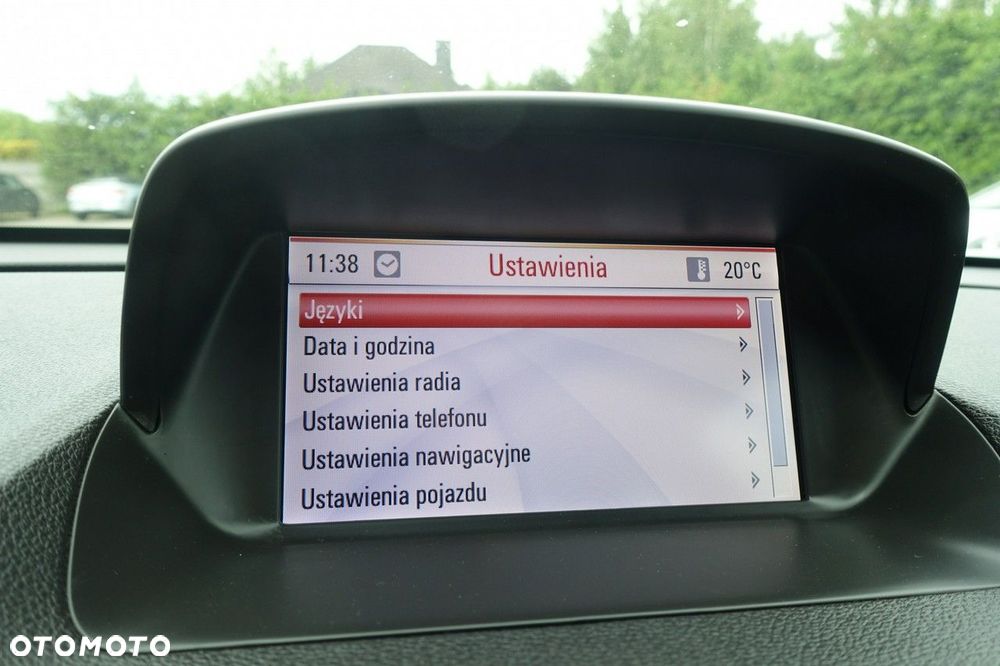 11:38 Ustawienia 20°C
Języki
Data i godzina
Ustawienia radia
Ustawienia telefonu
Ustawienia nawigacyjne
Ustawienia pojazdu
OTOMOTO